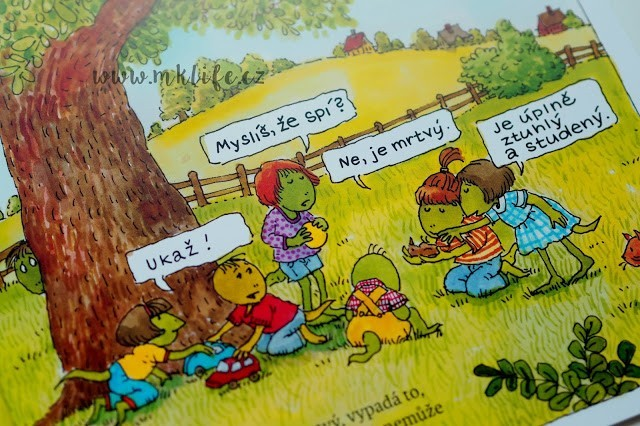 www.mklife.cz
Myslíš, že spí?
Ne, je mrtvý.
Je úplně
ztuhlý
a studený.
Ukaž!
vypadá to,
nemůže